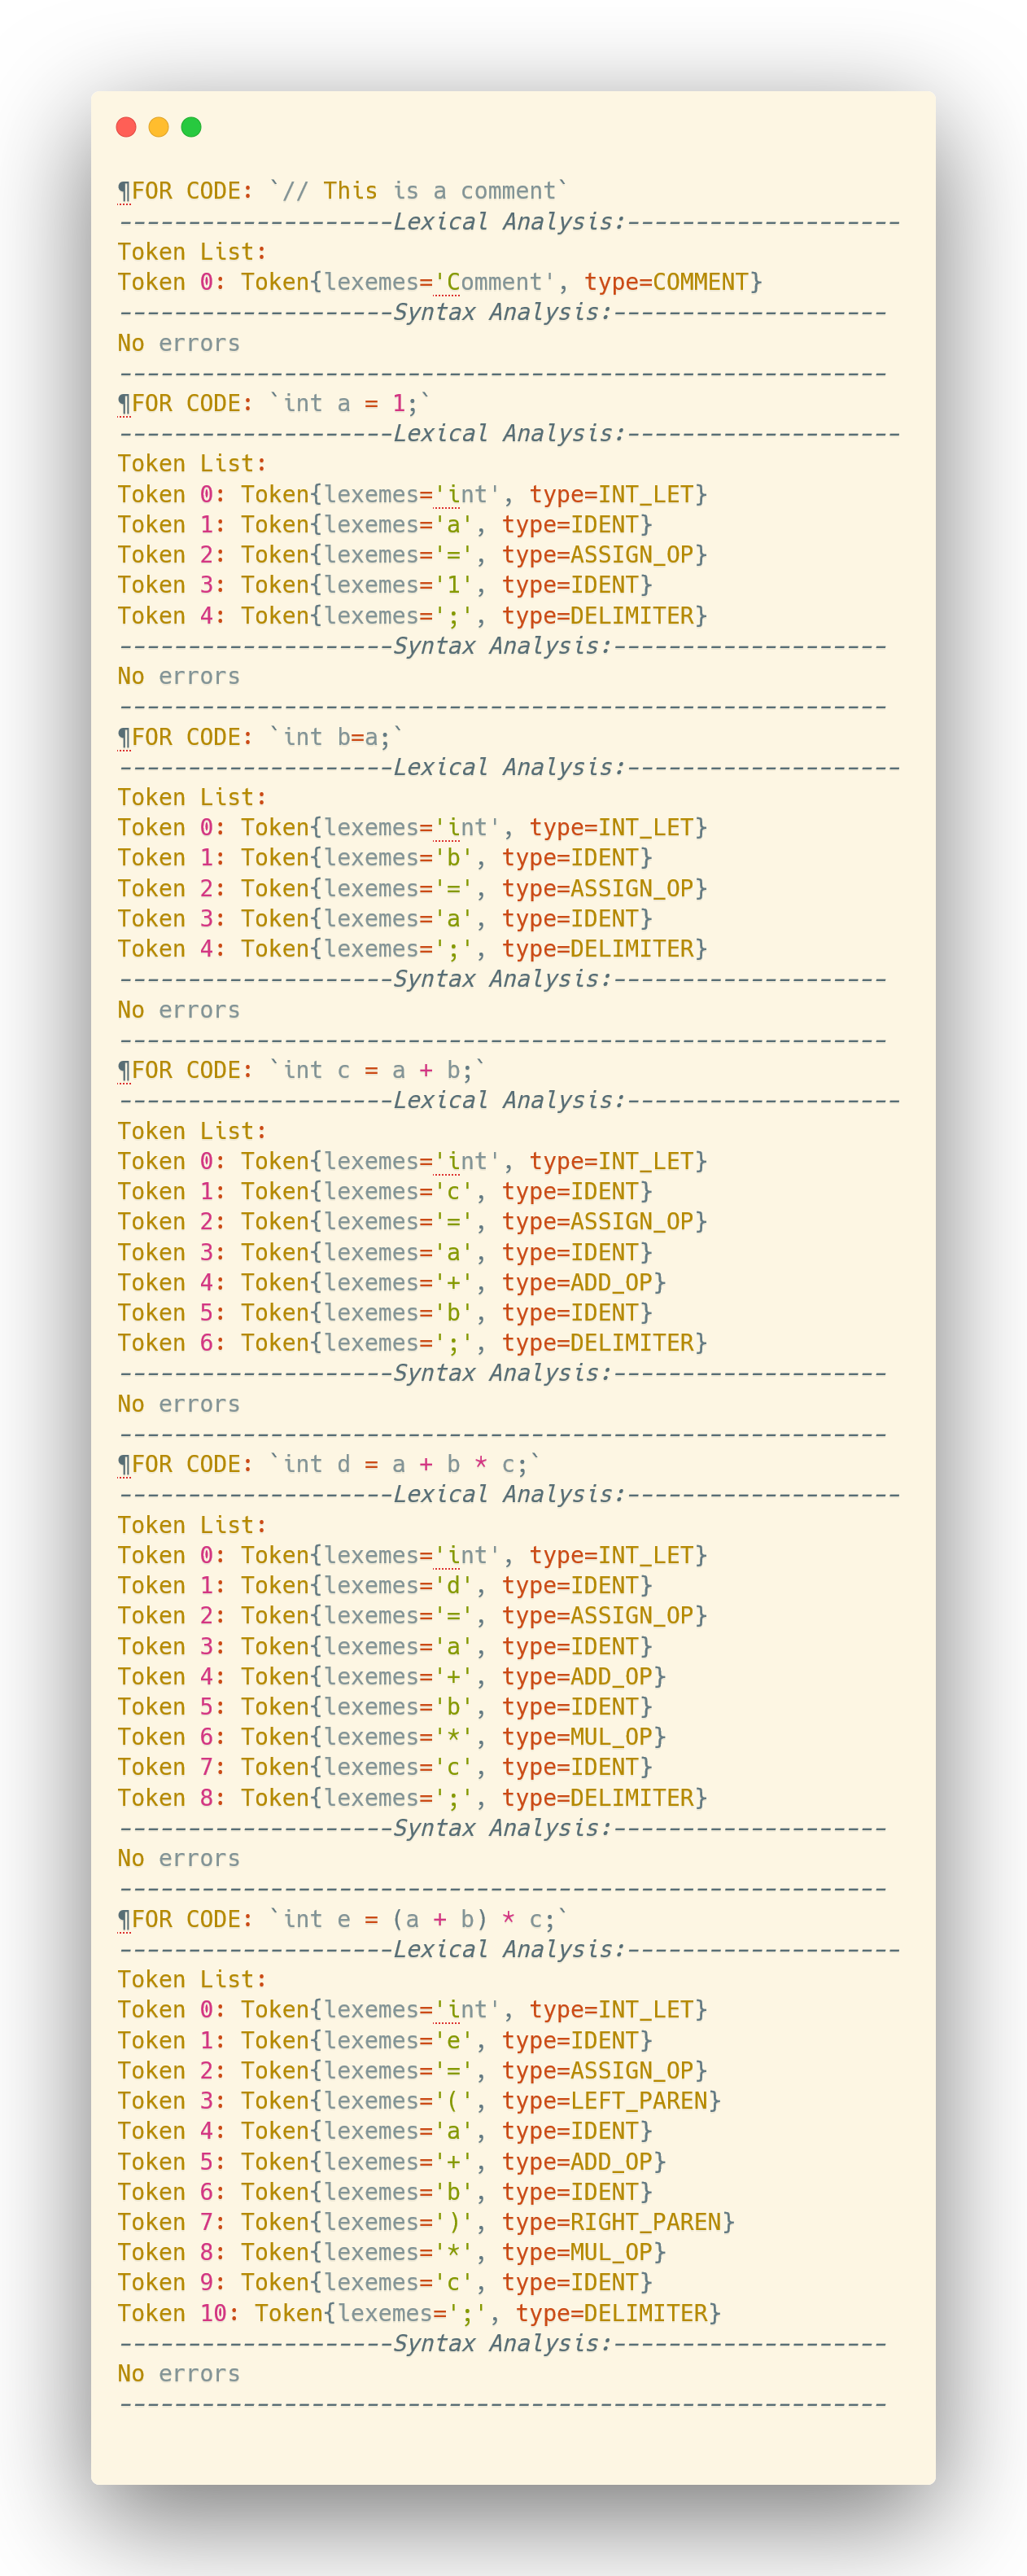 ¶FOR CODE: `// This is a comment`
--------------------Lexical Analysis:--------------------
Token List:
Token 0: Token{lexemes='Comment', type=COMMENT}
--------------------Syntax Analysis:--------------------
No errors
--------------------------------------------------------
¶FOR CODE: `int a = 1;`
--------------------Lexical Analysis:--------------------
Token List:
Token 0: Token{lexemes='int', type=INT_LET}
Token 1: Token{lexemes='a', type=IDENT}
Token 2: Token{lexemes='=', type=ASSIGN_OP}
Token 3: Token{lexemes='1', type=IDENT}
Token 4: Token{lexemes=';', type=DELIMITER}
--------------------Syntax Analysis:--------------------
No errors
--------------------------------------------------------
¶FOR CODE: `int b=a;`
--------------------Lexical Analysis:--------------------
Token List:
Token 0: Token{lexemes='int', type=INT_LET}
Token 1: Token{lexemes='b', type=IDENT}
Token 2: Token{lexemes='=', type=ASSIGN_OP}
Token 3: Token{lexemes='a', type=IDENT}
Token 4: Token{lexemes=';', type=DELIMITER}
--------------------Syntax Analysis:--------------------
No errors
--------------------------------------------------------
¶FOR CODE: `int c = a + b;`
--------------------Lexical Analysis:--------------------
Token List:
Token 0: Token{lexemes='int', type=INT_LET}
Token 1: Token{lexemes='c', type=IDENT}
Token 2: Token{lexemes='=', type=ASSIGN_OP}
Token 3: Token{lexemes='a', type=IDENT}
Token 4: Token{lexemes='+', type=ADD_OP}
Token 5: Token{lexemes='b', type=IDENT}
Token 6: Token{lexemes=';', type=DELIMITER}
--------------------Syntax Analysis:--------------------
No errors
--------------------------------------------------------
¶FOR CODE: `int d = a + b * c;`
--------------------Lexical Analysis:--------------------
Token List:
Token 0: Token{lexemes='int', type=INT_LET}
Token 1: Token{lexemes='d', type=IDENT}
Token 2: Token{lexemes='=', type=ASSIGN_OP}
Token 3: Token{lexemes='a', type=IDENT}
Token 4: Token{lexemes='+', type=ADD_OP}
Token 5: Token{lexemes='b', type=IDENT}
Token 6: Token{lexemes='*', type=MUL_OP}
Token 7: Token{lexemes='c', type=IDENT}
Token 8: Token{lexemes=';', type=DELIMITER}
--------------------Syntax Analysis:--------------------
No errors
--------------------------------------------------------
¶FOR CODE: `int e = (a + b) * c;`
--------------------Lexical Analysis:--------------------
Token List:
Token 0: Token{lexemes='int', type=INT_LET}
Token 1: Token{lexemes='e', type=IDENT}
Token 2: Token{lexemes='=', type=ASSIGN_OP}
Token 3: Token{lexemes='(', type=LEFT_PAREN}
Token 4: Token{lexemes='a', type=IDENT}
Token 5: Token{lexemes='+', type=ADD_OP}
Token 6: Token{lexemes='b', type=IDENT}
Token 7: Token{lexemes=')', type=RIGHT_PAREN}
Token 8: Token{lexemes='*', type=MUL_OP}
Token 9: Token{lexemes='c', type=IDENT}
Token 10: Token{lexemes=';', type=DELIMITER}
--------------------Syntax Analysis:--------------------
No errors
--------------------------------------------------------